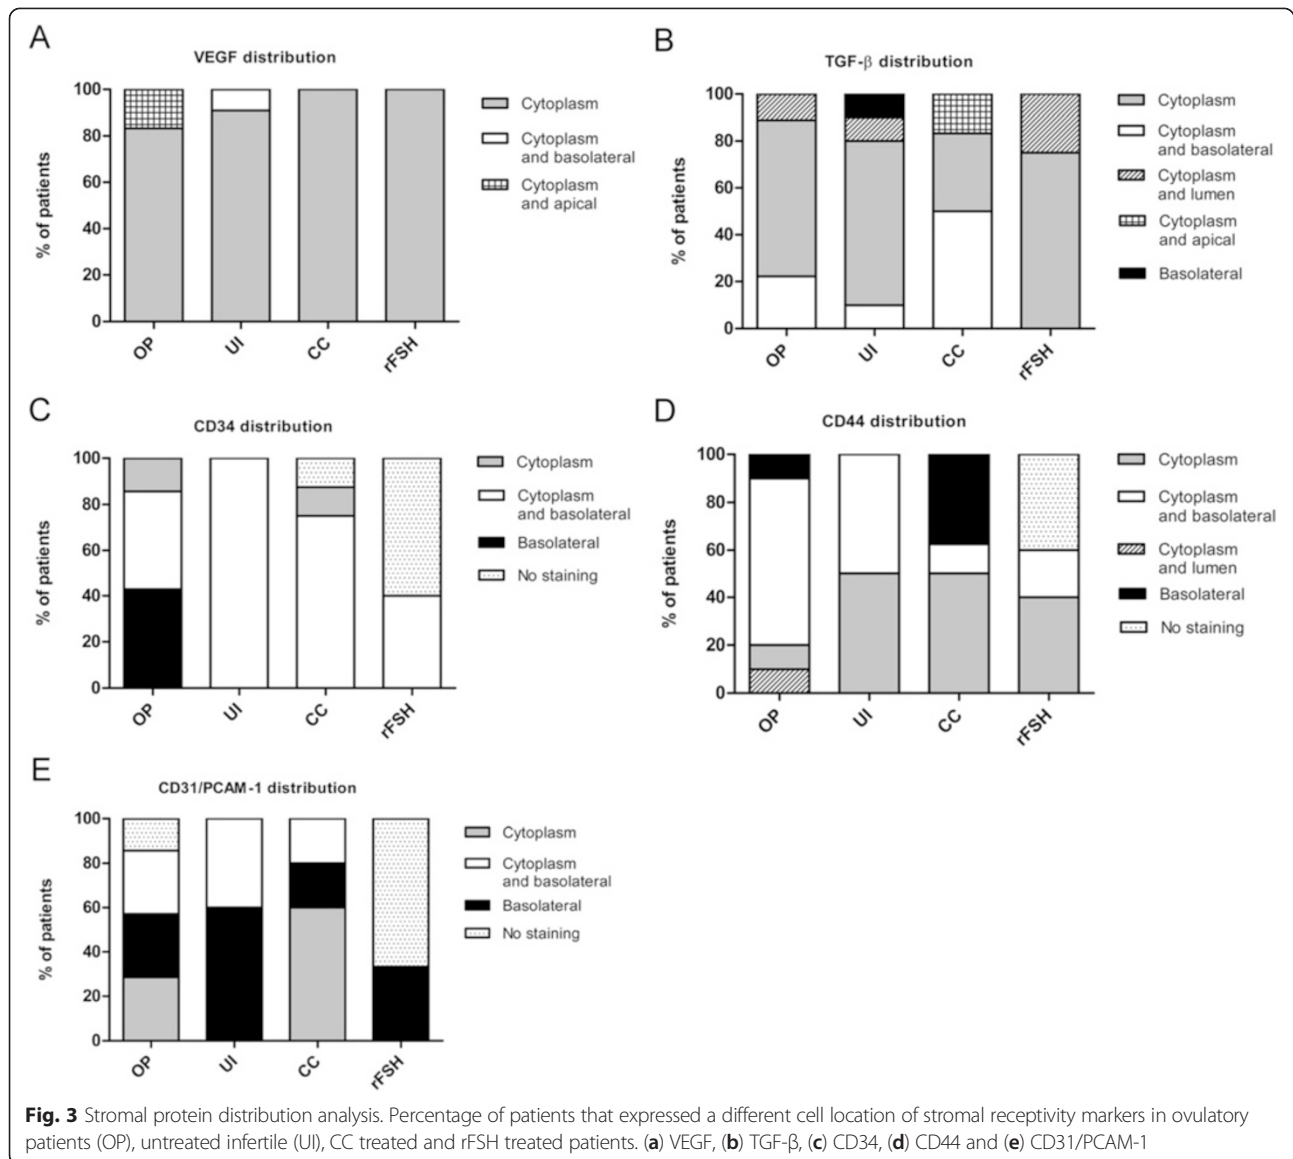 A
VEGF distribution
% of patients
100
80
60
40
20
0
OP
UI
CC
rFSH
Cytoplasm
Cytoplasm
and basolateral
Cytoplasm
and apical
B
TGF-β distribution
% of patients
100
80
60
40
20
0
OP
UI
CC
rFSH
Cytoplasm
Cytoplasm
and basolateral
Cytoplasm
and lumen
Cytoplasm
and apical
Basolateral
C
CD34 distribution
% of patients
100
80
60
40
20
0
OP
UI
CC
rFSH
Cytoplasm
Cytoplasm
and basolateral
Basolateral
No staining
D
CD44 distribution
% of patients
100
80
60
40
20
0
OP
UI
CC
rFSH
Cytoplasm
Cytoplasm
and basolateral
Cytoplasm
and lumen
Basolateral
No staining
E
CD31/PCAM-1 distribution
% of patients
100
80
60
40
20
0
OP
UI
CC
rFSH
Cytoplasm
Cytoplasm
and basolateral
Basolateral
No staining
Fig. 3 Stromal protein distribution analysis. Percentage of patients that expressed a different cell location of stromal receptivity markers in ovulatory
patients (OP), untreated infertile (UI), CC treated and rFSH treated patients. (a) VEGF, (b) TGF-β, (c) CD34, (d) CD44 and (e) CD31/PCAM-1